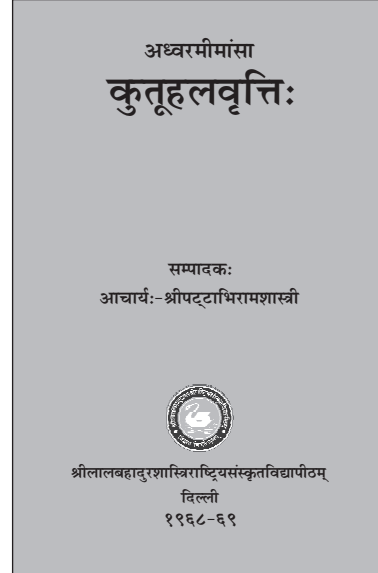 अध्वरमीमांसा
कुतूहलवृत्तिः
सम्पादकः
आचार्यः-श्रीपट्टाभिरामशास्त्री
श्रीलालबहादुरशास्त्रिराष्ट्रियसंस्कृतविद्यापीठम्
दिल्ली
१९६८-६९